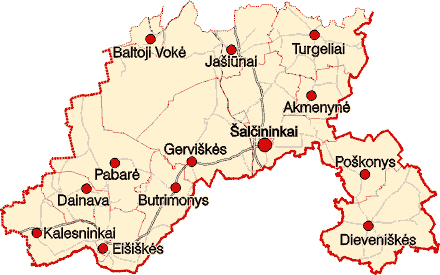 Turgeliai
Baltoji Vokė
Jašiūnai
Akmenynė
Šalčininkai
Gerviškės
Poškonys
Pabarė
Dainava
Butrimonys
Kalesninkai
Dieveniškės
Eišiškės